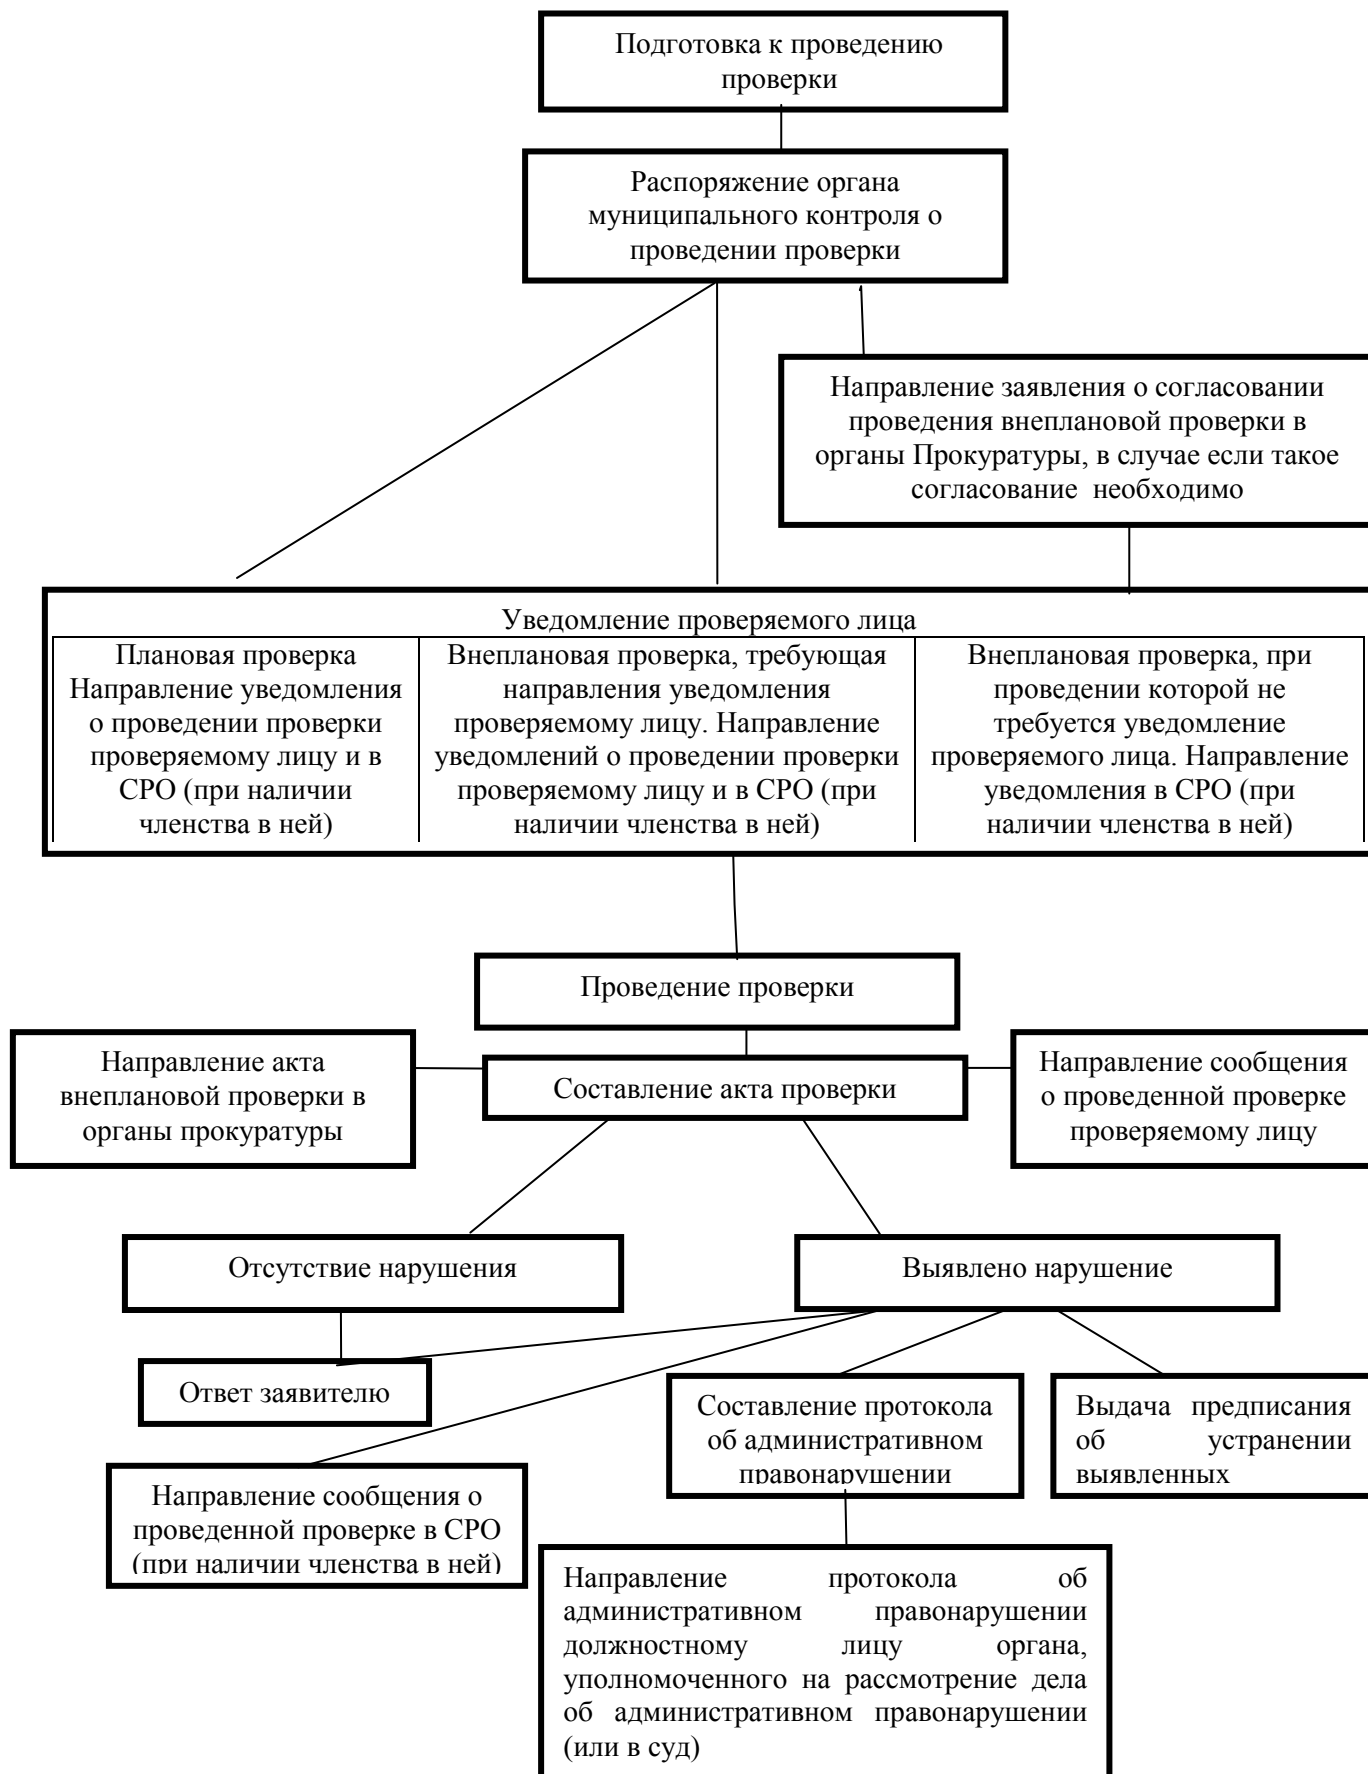 Подготовка к проведению
проверки
Распоряжение органа
муниципального контроля о
проведении проверки
Направление заявления о согласовании
проведения внеплановой проверки в
органы Прокуратуры, в случае если такое
согласование необходимо
Уведомление проверяемого лица
Плановая проверка
Направление уведомления
о проведении проверки
проверяемому лицу и в
СРО (при наличии
членства в ней)
Внеплановая проверка, требующая
направления уведомления
проверяемому лицу. Направление
уведомлений о проведении проверки
проверяемому лицу и в СРО (при
наличии членства в ней)
Внеплановая проверка, при
проведении которой не
требуется уведомление
проверяемого лица. Направление
уведомления в СРО (при
наличии членства в ней)
Проведение проверки
Направление акта
внеплановой проверки в
органы прокуратуры
Составление акта проверки
Направление сообщения
о проведенной проверке
проверяемому лицу
Отсутствие нарушения
Выявлено нарушение
Ответ заявителю
Составление протокола
об административном
правонарушении
Выдача предписания
об устранении
выявленных
Направление сообщения о
проведенной проверке в СРО
(при наличии членства в ней)
Направление протокола об
административном правонарушении
должностному лицу органа,
уполномоченного на рассмотрение дела
об административном правонарушении
(или в суд)